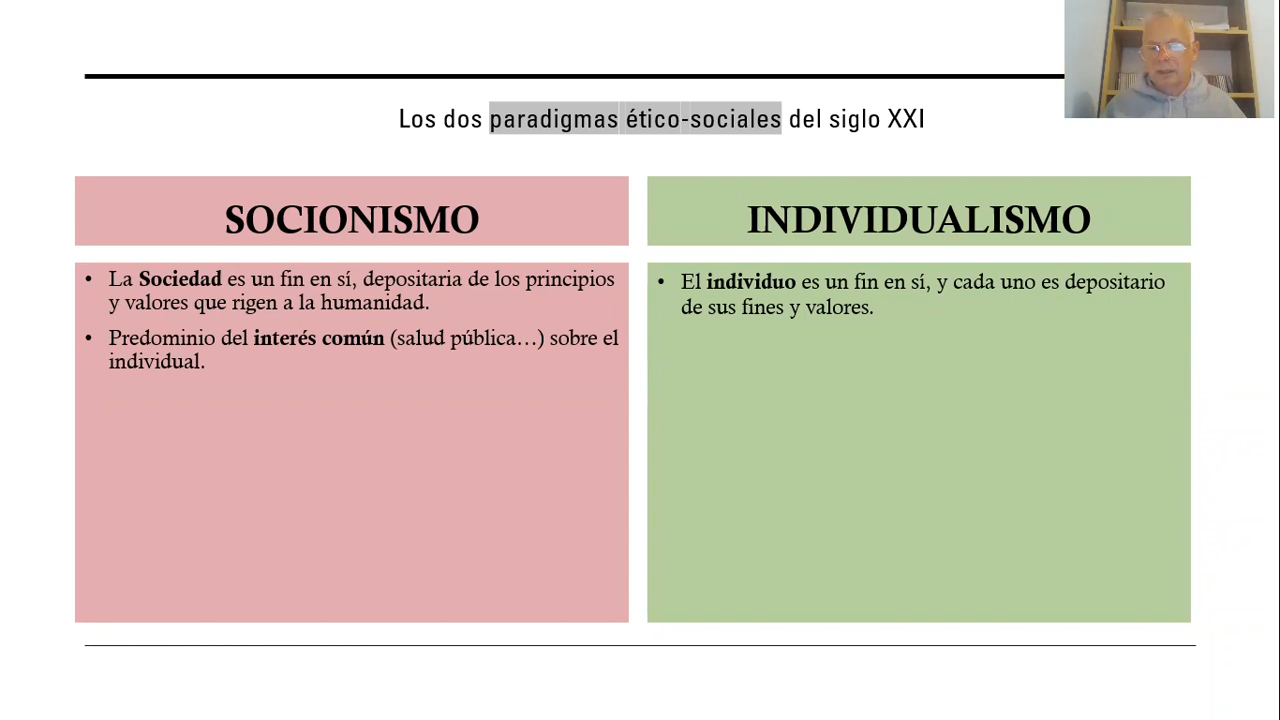 Los dos paradigmas ético-sociales del siglo XXI
SOCIONISMO
• La Sociedad es un fin en sí, depositaria de los principios
y valores que rigen a la humanidad.
• Predominio del interés común (salud pública…) sobre el
individual.
INDIVIDUALISMO
• El individuo es un fin en sí, y cada uno es depositario
de sus fines y valores.